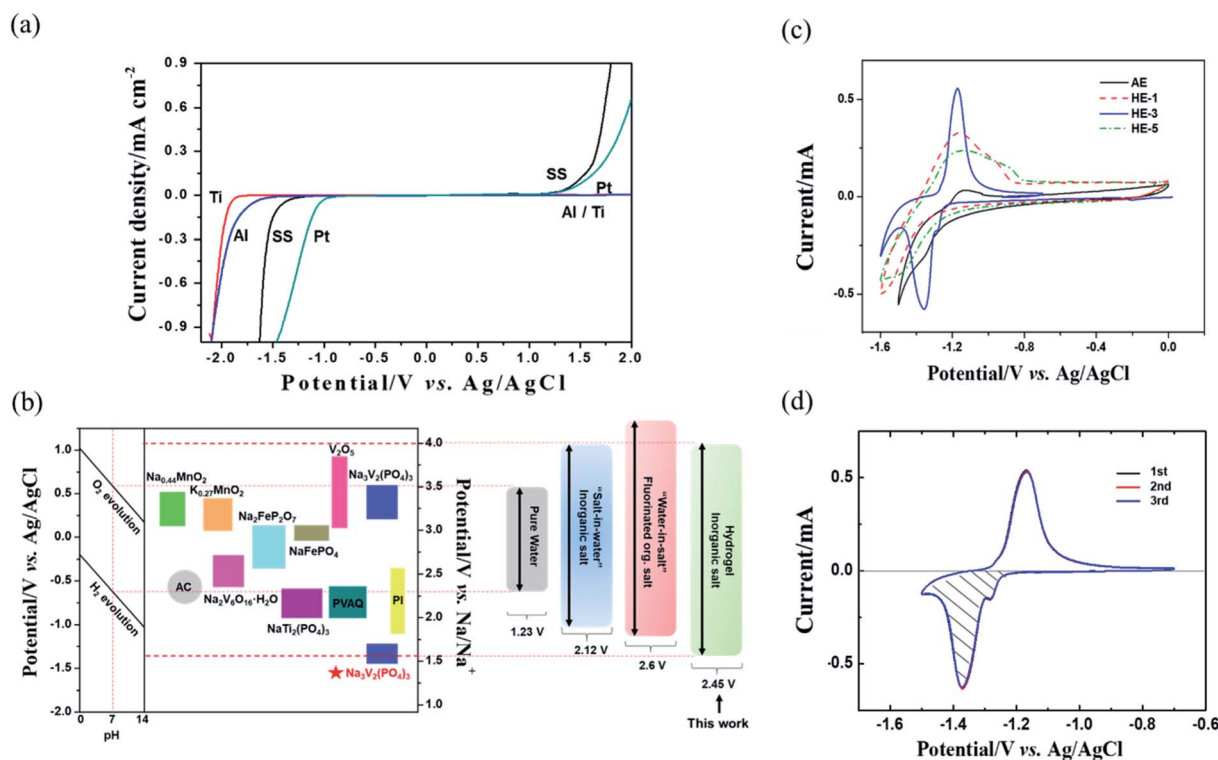 (a)
Current density/mA cm⁻²
0.9
0.6
0.3
0.0
-0.3
-0.6
-0.9
Ti
Al
SS
Pt
SS
Pt
Al / Ti
-2.0 -1.5 -1.0 -0.5 0.0 0.5 1.0 1.5 2.0
Potential/V vs. Ag/AgCl
(b)
Potential/V vs. Ag/AgCl
1.0
0.5
0.0
-0.5
-1.0
-1.5
-2.0
O₂ evolution
H₂ evolution
0 7 14
pH
Na₀.₄₄MnO₂
K₀.₂₇MnO₂
V₂O₅
Na₃V₂(PO₄)₃
Na₂FeP₂O₇
NaFePO₄
AC
Na₂V₆O₁₆·H₂O
NaTi₂(PO₄)₃
PVAQ
PI
★ Na₃V₂(PO₄)₃
4.0
3.5
3.0
2.5
2.0
1.5
1.0
Potential/V vs. Na/Na⁺
Pure Water
1.23 V
"Salt-in-water"
Inorganic salt
2.12 V
"Water-in-salt"
Fluorinated org. salt
2.6 V
Hydrogel
Inorganic salt
2.45 V
This work
(c)
Current/mA
0.5
0.0
-0.5
AE
HE-1
HE-3
HE-5
-1.6 -1.2 -0.8 -0.4 0.0
Potential/V vs. Ag/AgCl
(d)
Current/mA
0.5
0.0
-0.5
1st
2nd
3rd
-1.6 -1.4 -1.2 -1.0 -0.8 -0.6
Potential/V vs. Ag/AgCl